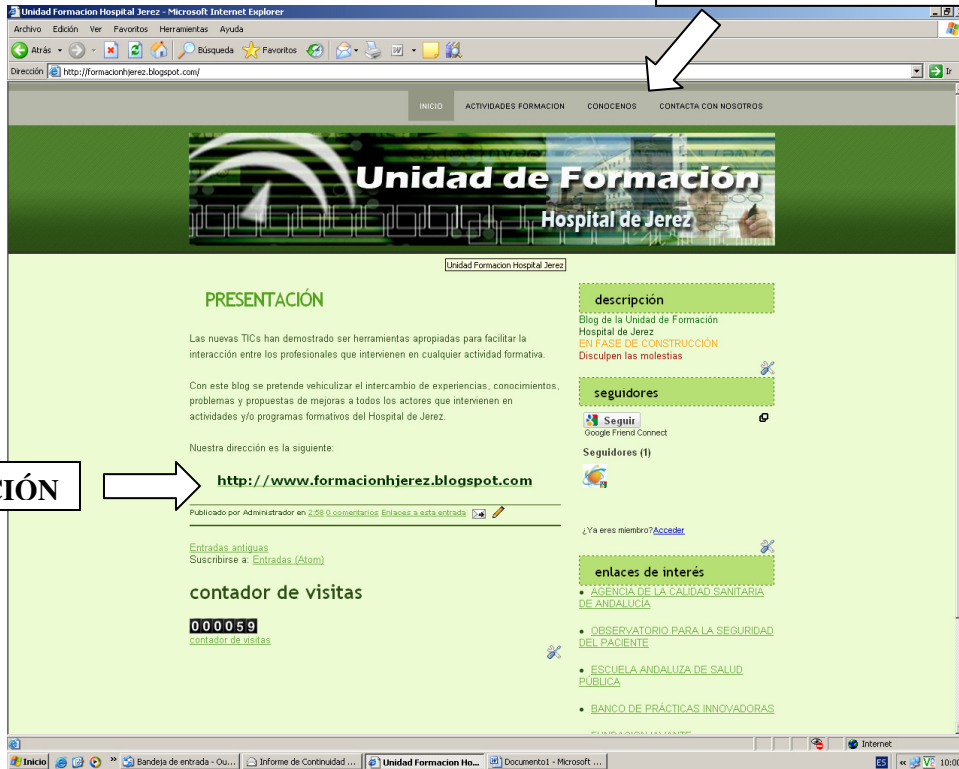 Unidad Formacion Hospital Jerez - Microsoft Internet Explorer
Archivo Edición Ver Favoritos Herramientas Ayuda
Atrás Búsqueda Favoritos
Dirección http://formacionhjerez.blogspot.com/ Ir
INICIO ACTIVIDADES FORMACION CONOCENOS CONTACTA CON NOSOTROS
Unidad de Formación
Hospital de Jerez
Unidad Formacion Hospital Jerez
PRESENTACIÓN
Las nuevas TICs han demostrado ser herramientas apropiadas para facilitar la
interacción entre los profesionales que intervienen en cualquier actividad formativa.
Con este blog se pretende vehiculizar el intercambio de experiencias, conocimientos,
problemas y propuestas de mejoras a todos los actores que intervienen en
actividades y/o programas formativos del Hospital de Jerez.
Nuestra dirección es la siguiente:
CIÓN
http://www.formacionhjerez.blogspot.com
Publicado por Administrador en 2:58 0 comentarios Enlaces a esta entrada
Entradas antiguas
Suscribirse a: Entradas (Atom)
contador de visitas
000059
contador de visitas
descripción
Blog de la Unidad de Formación
Hospital de Jerez
EN FASE DE CONSTRUCCIÓN
Disculpen las molestias
seguidores
Seguir
Google Friend Connect
Seguidores (1)
¿Ya eres miembro? Acceder
enlaces de interés
• AGENCIA DE LA CALIDAD SANITARIA
DE ANDALUCÍA
• OBSERVATORIO PARA LA SEGURIDAD
DEL PACIENTE
• ESCUELA ANDALUZA DE SALUD
PÚBLICA
• BANCO DE PRÁCTICAS INNOVADORAS
Internet
Inicio » Bandeja de entrada - Ou... Informe de Continuidad ... Unidad Formacion Ho... Documento1 - Microsoft ... ES « 10:00